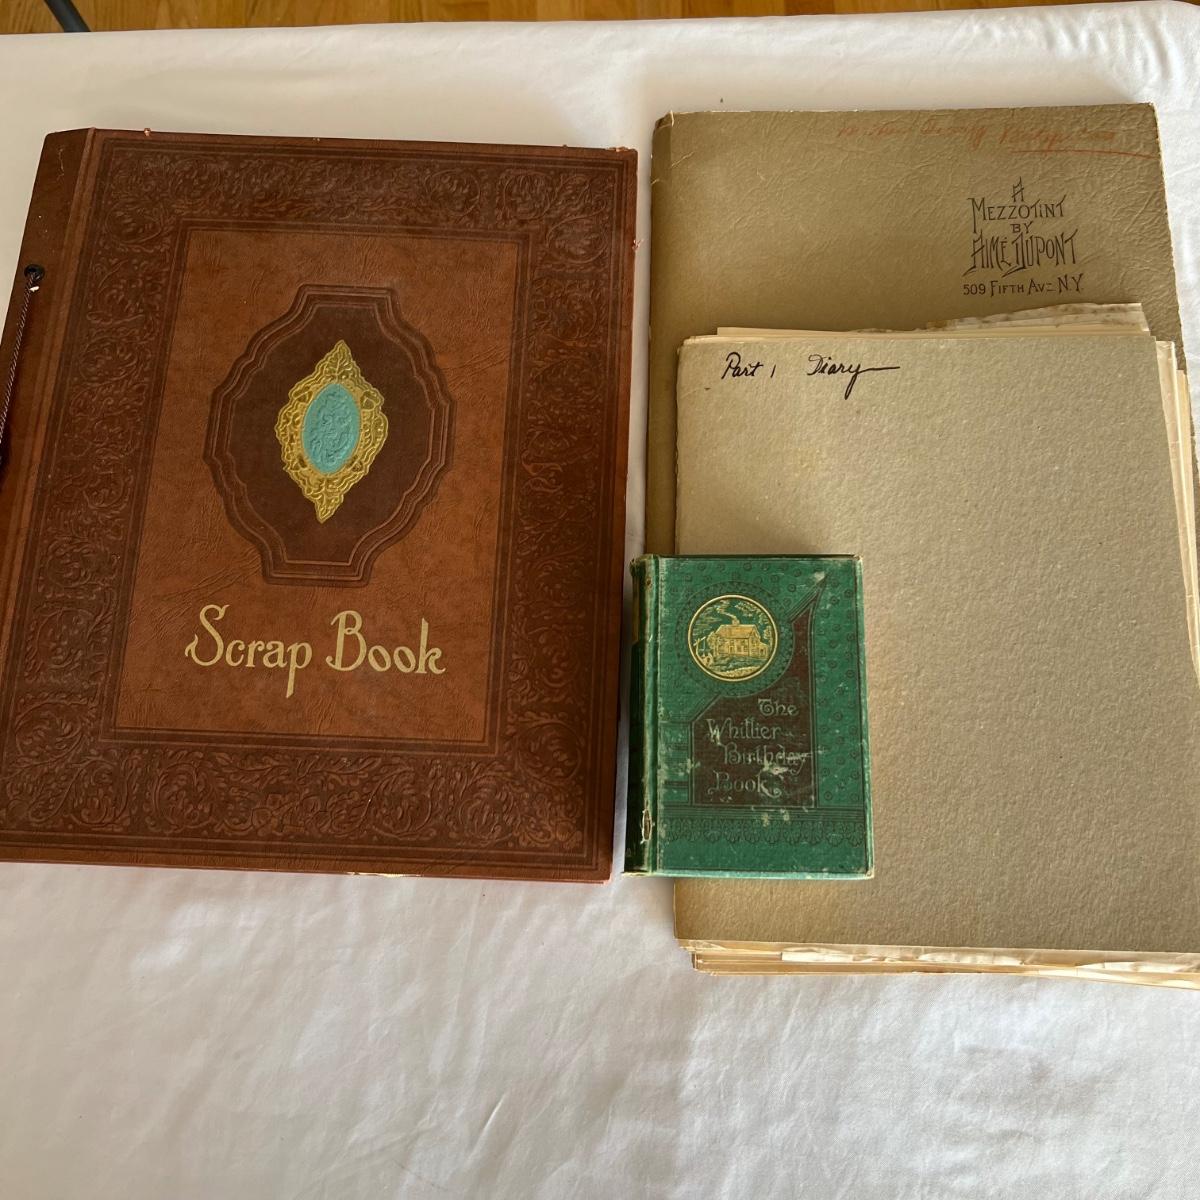 Scrap Book
A
MEZZOTINT
BY
AIMÉ DUPONT
509 FIFTH AVE N.Y.
Part 1 Diary
The
Whittier
Birthday
Book